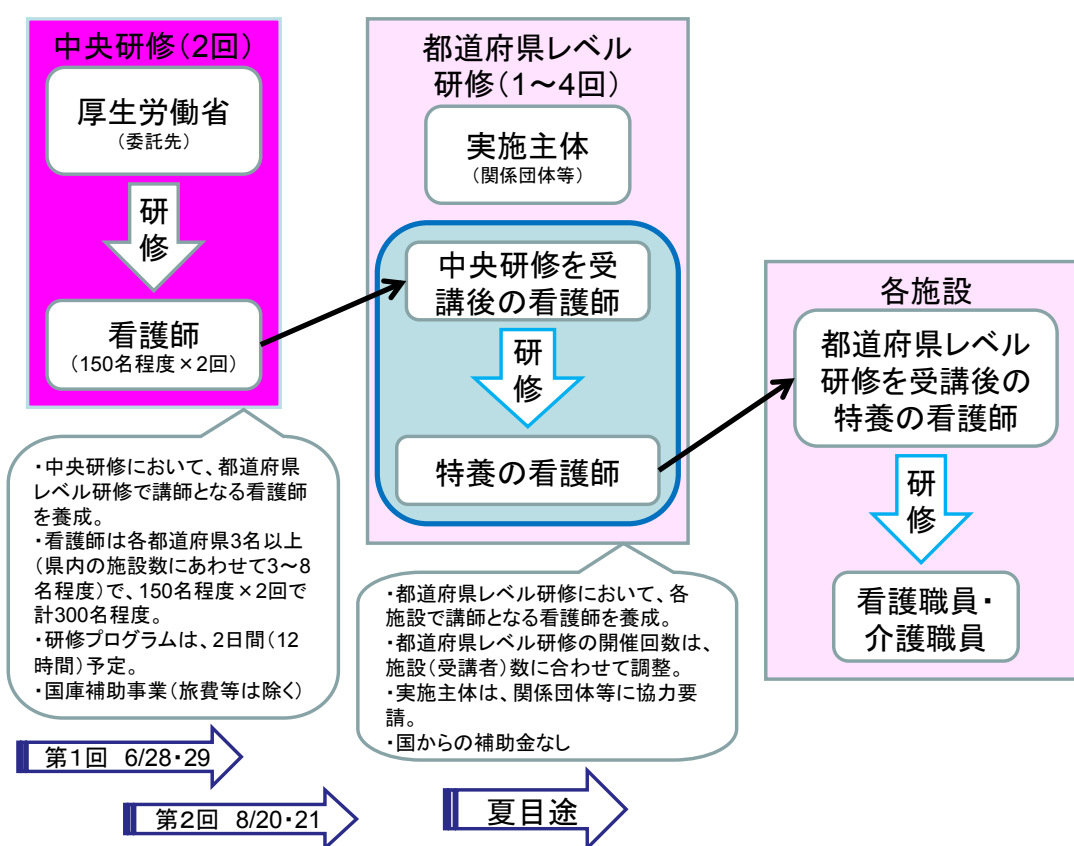 中央研修(2回)
厚生労働省
(委託先)
研
修
看護師
(150名程度×2回)
・中央研修において、都道府県
レベル研修で講師となる看護師
を養成。
・看護師は各都道府県3名以上
(県内の施設数にあわせて3~8
名程度)で、150名程度×2回で
計300名程度。
・研修プログラムは、2日間(12
時間)予定。
・国庫補助事業(旅費等は除く)
第1回 6/28・29
第2回 8/20・21
都道府県レベル
研修(1~4回)
実施主体
(関係団体等)
中央研修を受
講後の看護師
研
修
特養の看護師
・都道府県レベル研修において、各
施設で講師となる看護師を養成。
・都道府県レベル研修の開催回数は、
施設(受講者)数に合わせて調整。
・実施主体は、関係団体等に協力要
請。
・国からの補助金なし
夏目途
各施設
都道府県レベル
研修を受講後の
特養の看護師
研
修
看護職員・
介護職員